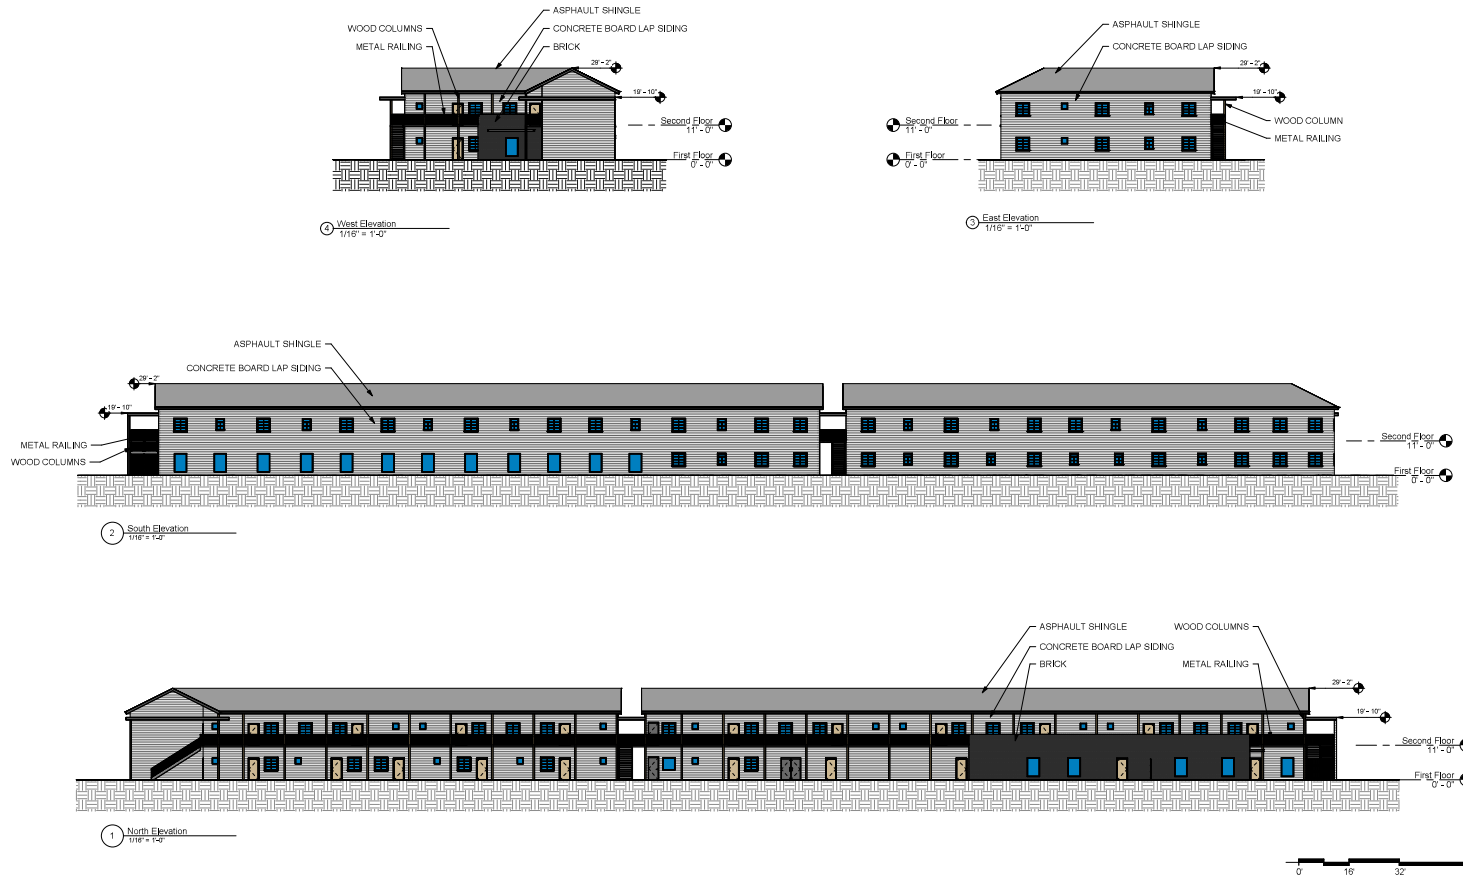 ASPHAULT SHINGLE
WOOD COLUMNS
CONCRETE BOARD LAP SIDING
METAL RAILING
BRICK
29' - 2"
19' - 10"
Second Floor
11' - 0"
First Floor
0' - 0"
4
West Elevation
1/16" = 1'-0"
ASPHAULT SHINGLE
CONCRETE BOARD LAP SIDING
29' - 2"
19' - 10"
WOOD COLUMN
METAL RAILING
Second Floor
11' - 0"
First Floor
0' - 0"
3
East Elevation
1/16" = 1'-0"
ASPHAULT SHINGLE
CONCRETE BOARD LAP SIDING
29' - 2"
19' - 10"
METAL RAILING
WOOD COLUMNS
Second Floor
11' - 0"
First Floor
0' - 0"
2
South Elevation
1/16" = 1'-0"
ASPHAULT SHINGLE
WOOD COLUMNS
CONCRETE BOARD LAP SIDING
BRICK
METAL RAILING
29' - 2"
19' - 10"
Second Floor
11' - 0"
First Floor
0' - 0"
1
North Elevation
1/16" = 1'-0"
0'
16'
32'